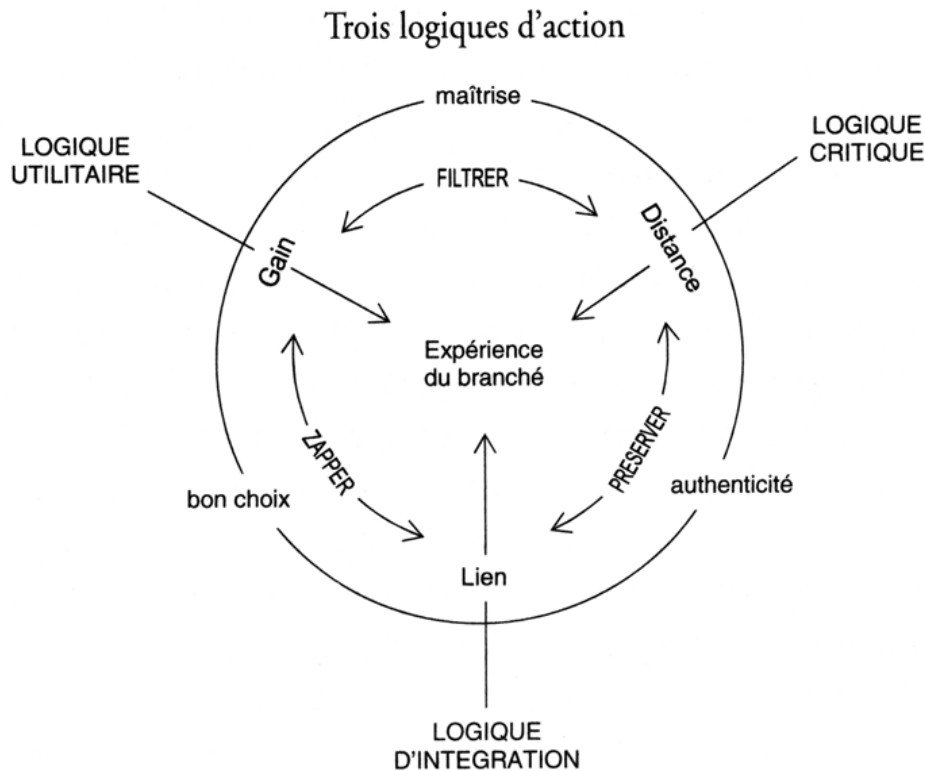 Trois logiques d'action
maîtrise
LOGIQUE
UTILITAIRE
LOGIQUE
CRITIQUE
FILTRER
Gain
Distance
Expérience
du branché
ZAPPER
PRESERVER
bon choix
authenticité
Lien
LOGIQUE
D'INTEGRATION